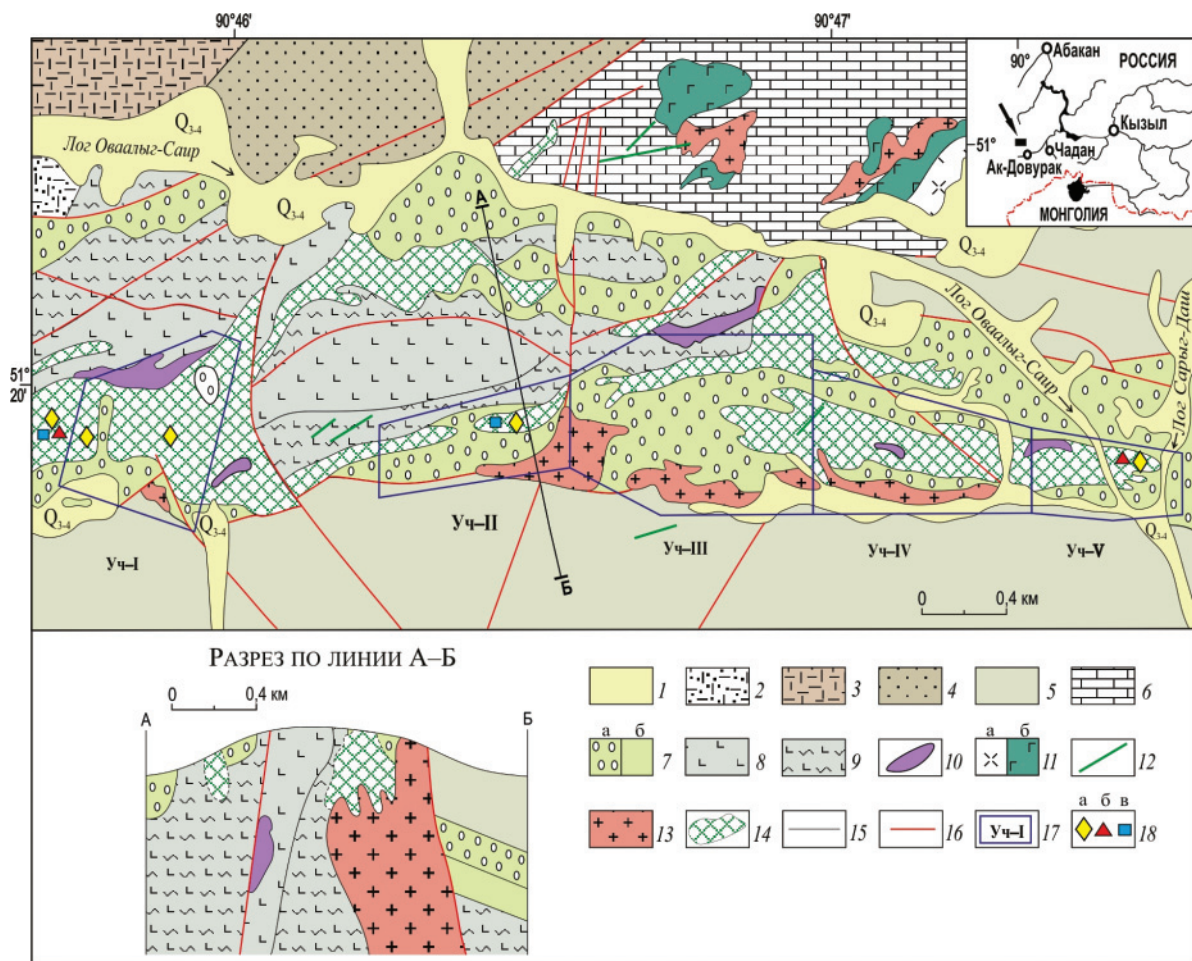 90°46'
90°47'
90°
Абакан
РОССИЯ
Кызыл
51°
Чадан
Ак-Довурак
МОНГОЛИЯ
Q3-4
Лог Оваалыг-Саир
А
Q3-4
Q3-4
Q3-4
Лог Оваалыг-Саир
Лог Сарыг-Даш
51°
20'
Q3-4
Q3-4
Q3-4
Уч–I
Уч–II
Уч–III
Уч–IV
Уч–V
Б
0 0,4 км
РАЗРЕЗ ПО ЛИНИИ А–Б
0 0,4 км
А Б
1 2 3 4 5 6
а б
7 8 9 10
а
б
11 12
13 14 15 16
Уч–I
17
а б в
18